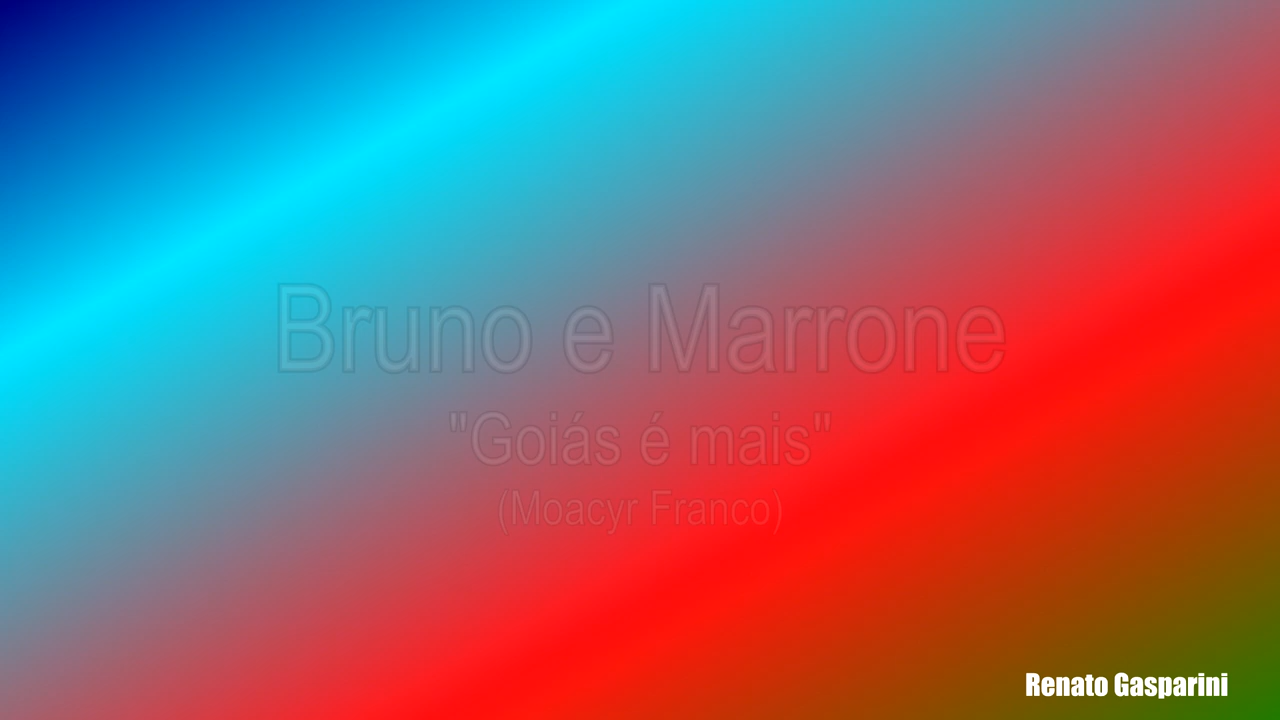 Bruno e Marrone
"Goiás é mais"
(Moacyr Franco)
Renato Gasparini